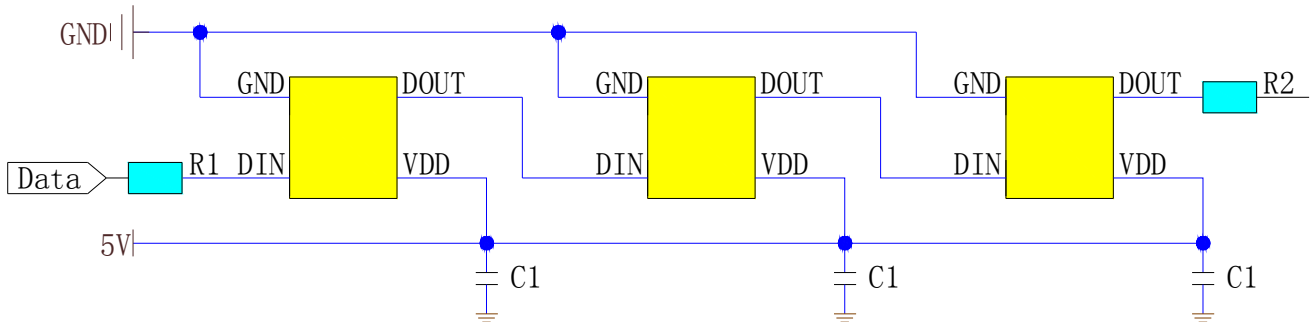 GND
GND DOUT GND DOUT GND DOUT R2
Data R1 DIN VDD DIN VDD DIN VDD
5V
C1 C1 C1